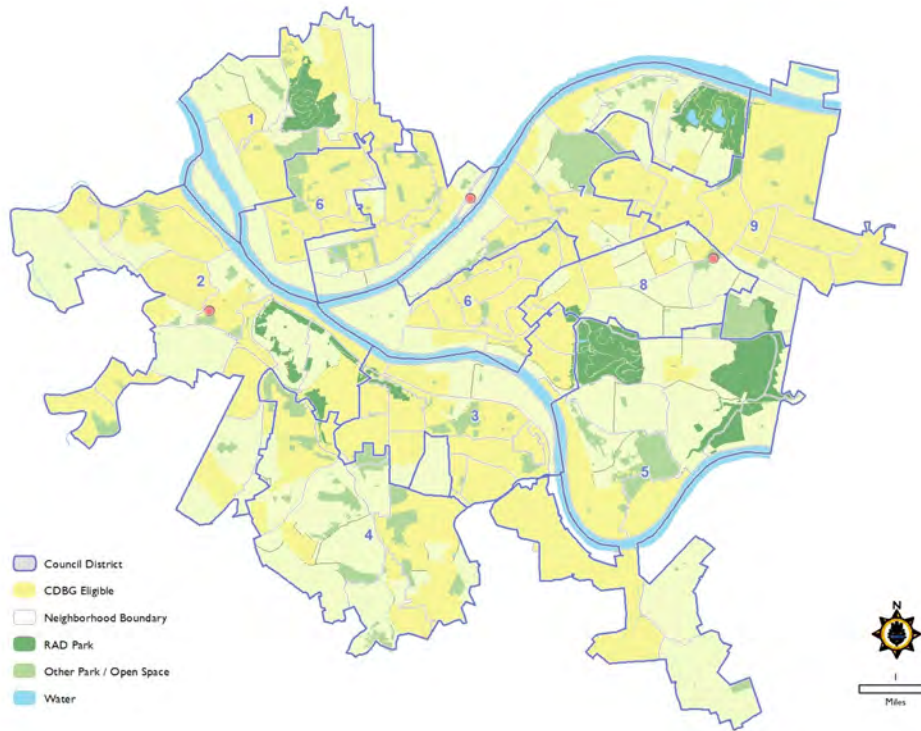 1
6
7
9
2
6
8
3
5
4
Council District
CDBG Eligible
Neighborhood Boundary
RAD Park
Other Park / Open Space
Water
N
1
Miles